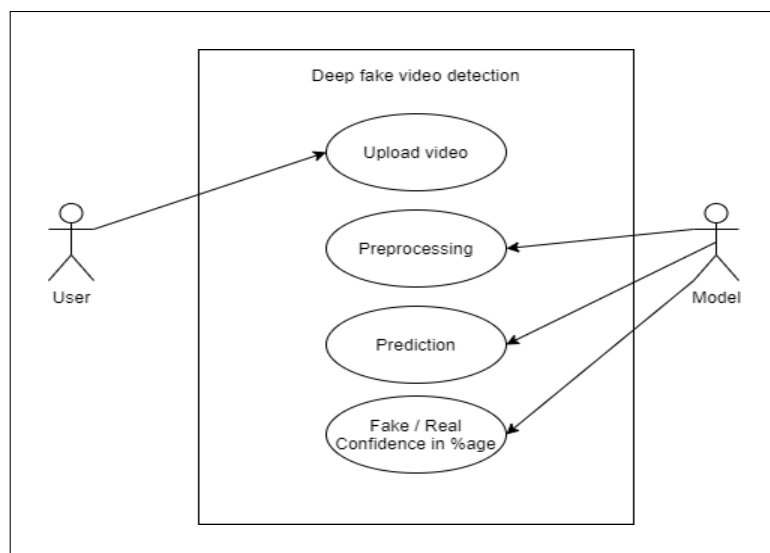 Deep fake video detection
Upload video
Preprocessing
User
Model
Prediction
Fake / Real
Confidence in %age